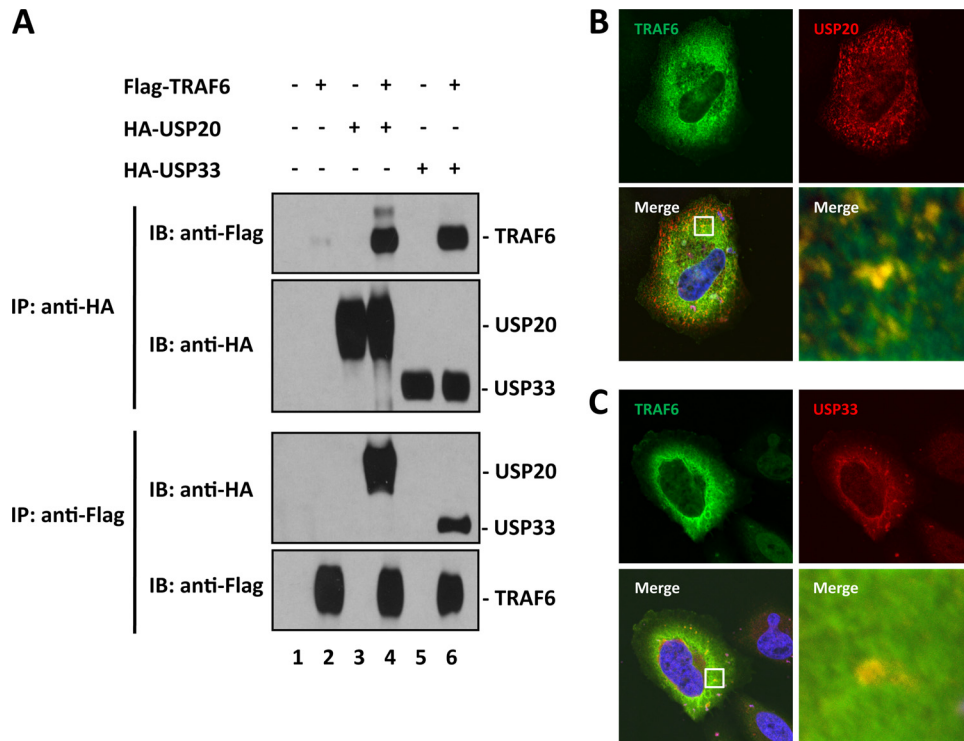 A
Flag-TRAF6 - + - + - +
HA-USP20 - - + + - -
HA-USP33 - - - - + +
IP: anti-HA
IB: anti-Flag
- TRAF6
IB: anti-HA
- USP20
- USP33
IP: anti-Flag
IB: anti-HA
- USP20
- USP33
IB: anti-Flag
- TRAF6
1 2 3 4 5 6
B
TRAF6
USP20
Merge
Merge
C
TRAF6
USP33
Merge
Merge